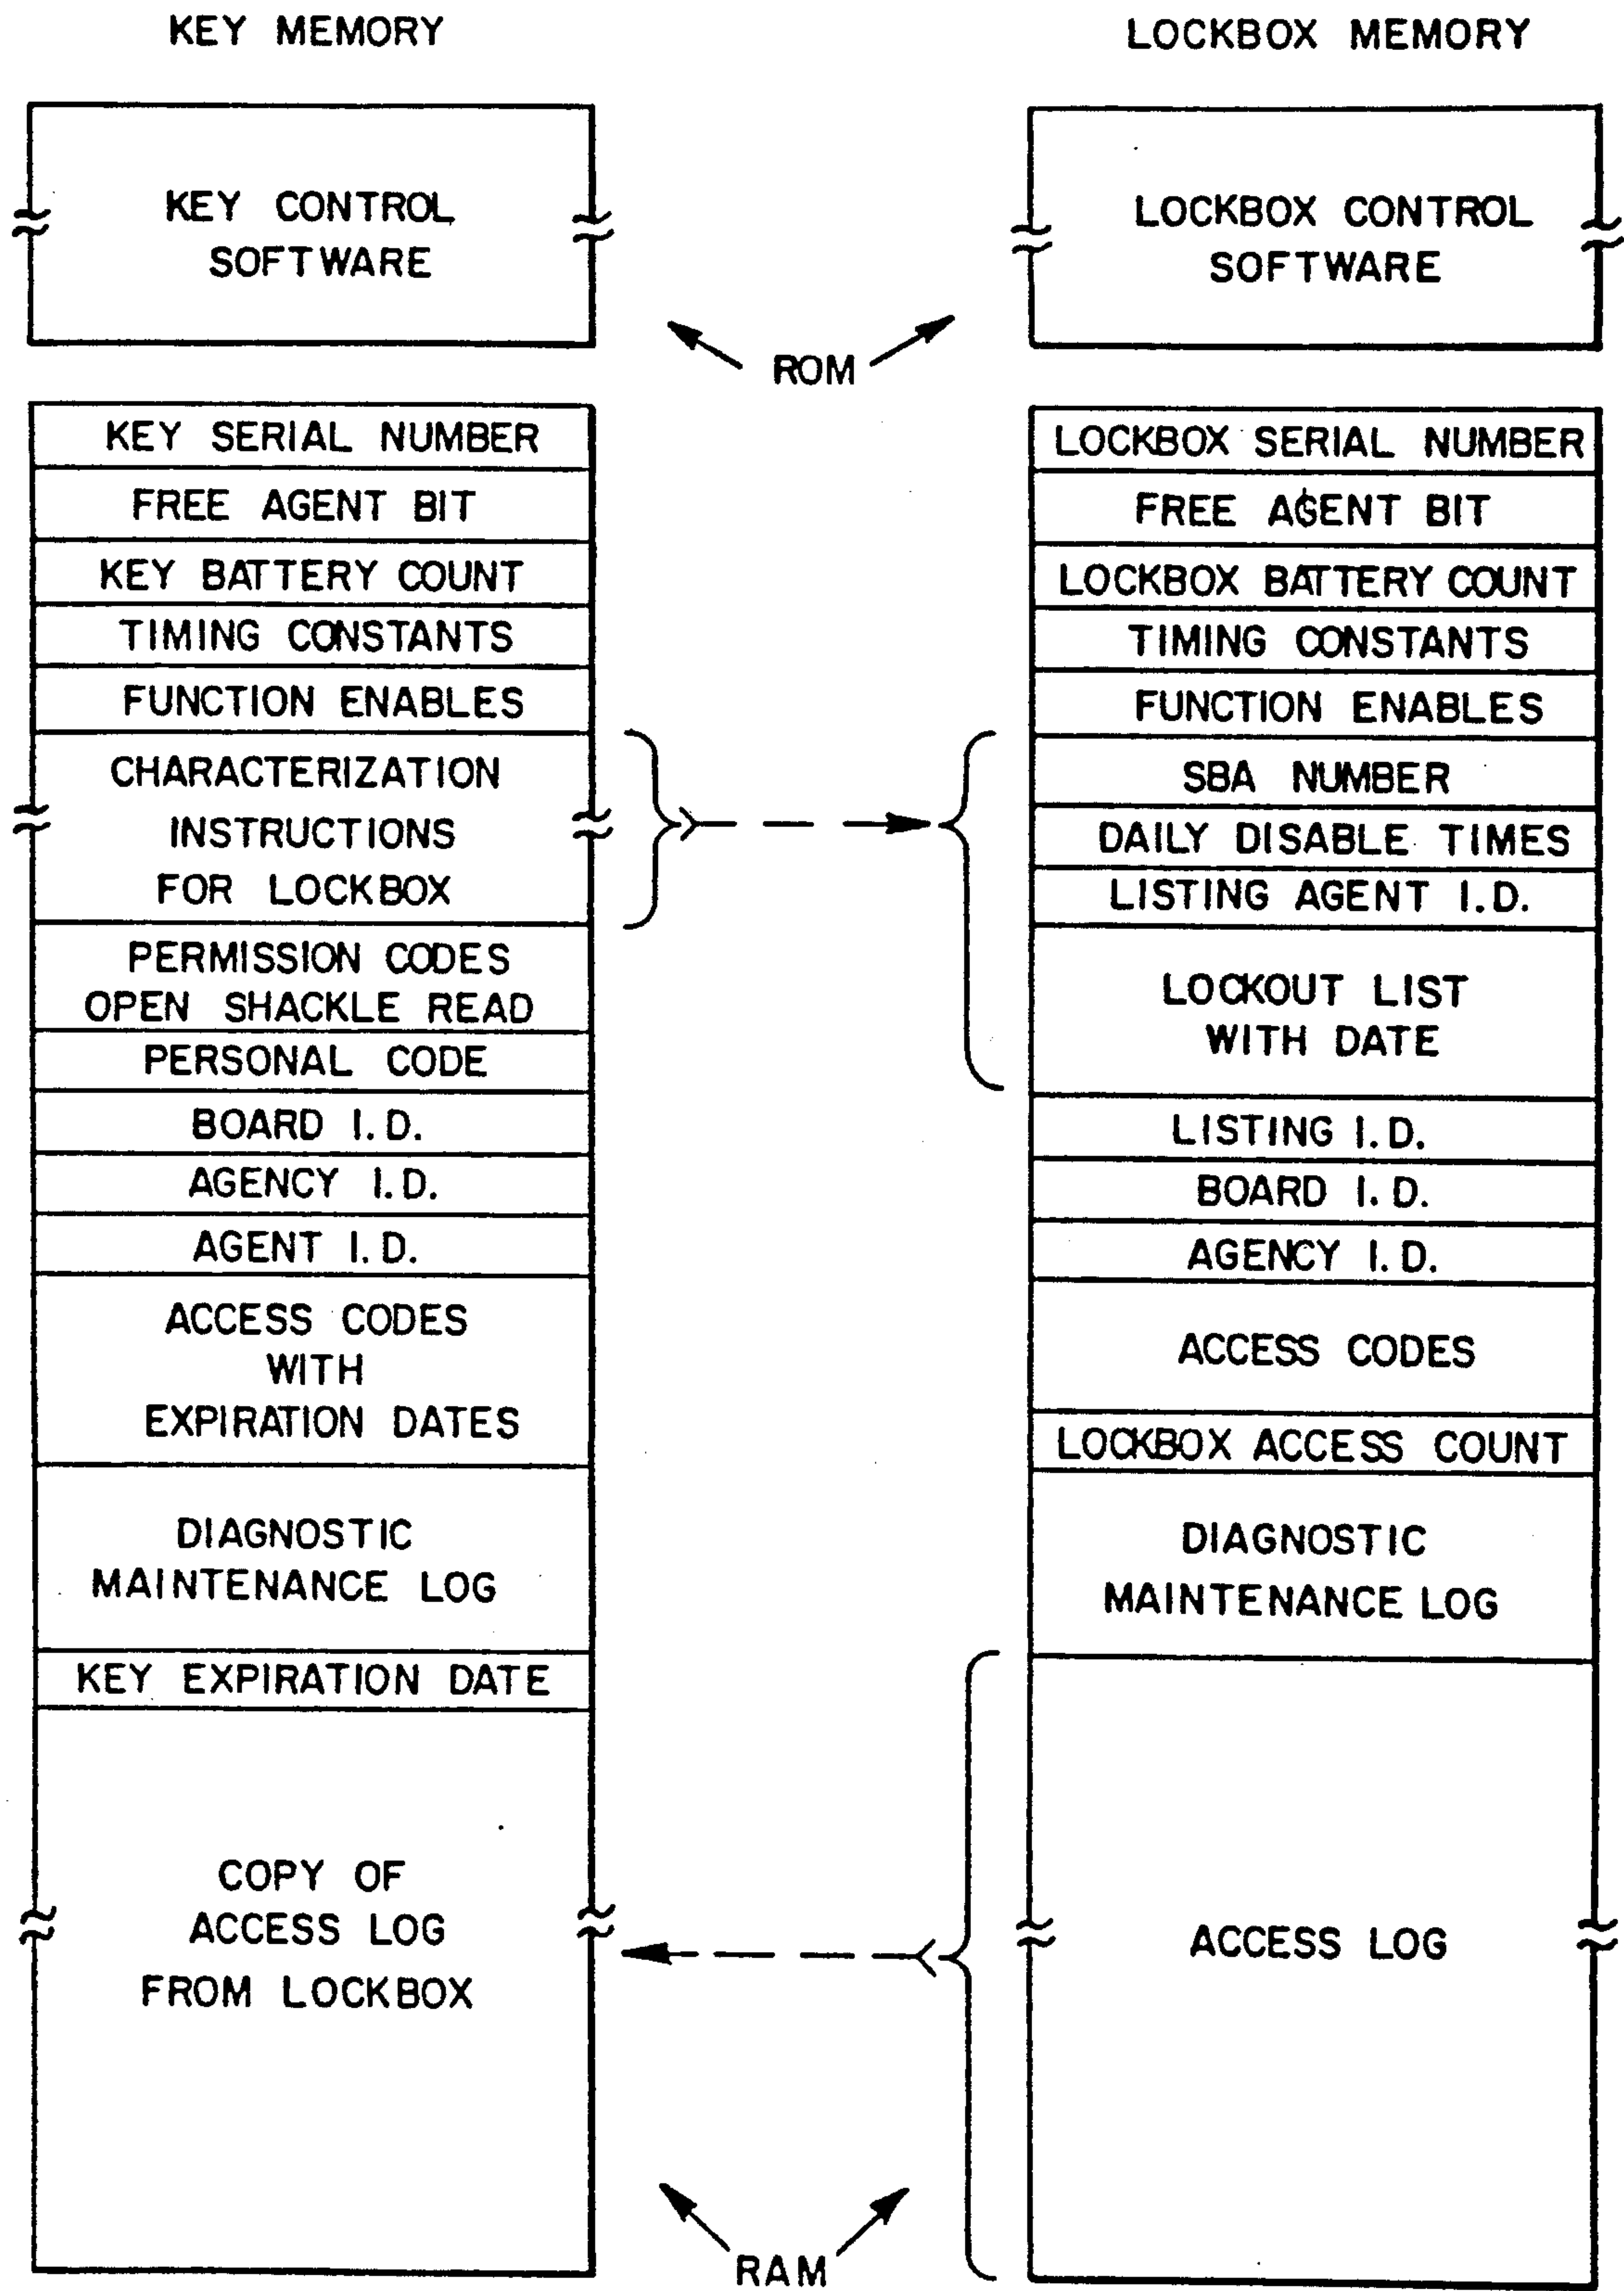 KEY MEMORY
KEY CONTROL
SOFTWARE
KEY SERIAL NUMBER
FREE AGENT BIT
KEY BATTERY COUNT
TIMING CONSTANTS
FUNCTION ENABLES
CHARACTERIZATION
INSTRUCTIONS
FOR LOCKBOX
PERMISSION CODES
OPEN SHACKLE READ
PERSONAL CODE
BOARD I.D.
AGENCY I.D.
AGENT I.D.
ACCESS CODES
WITH
EXPIRATION DATES
DIAGNOSTIC
MAINTENANCE LOG
KEY EXPIRATION DATE
COPY OF
ACCESS LOG
FROM LOCKBOX
ROM
RAM
LOCKBOX MEMORY
LOCKBOX CONTROL
SOFTWARE
LOCKBOX SERIAL NUMBER
FREE AGENT BIT
LOCKBOX BATTERY COUNT
TIMING CONSTANTS
FUNCTION ENABLES
SBA NUMBER
DAILY DISABLE TIMES
LISTING AGENT I.D.
LOCKOUT LIST
WITH DATE
LISTING I.D.
BOARD I.D.
AGENCY I.D.
ACCESS CODES
LOCKBOX ACCESS COUNT
DIAGNOSTIC
MAINTENANCE LOG
ACCESS LOG